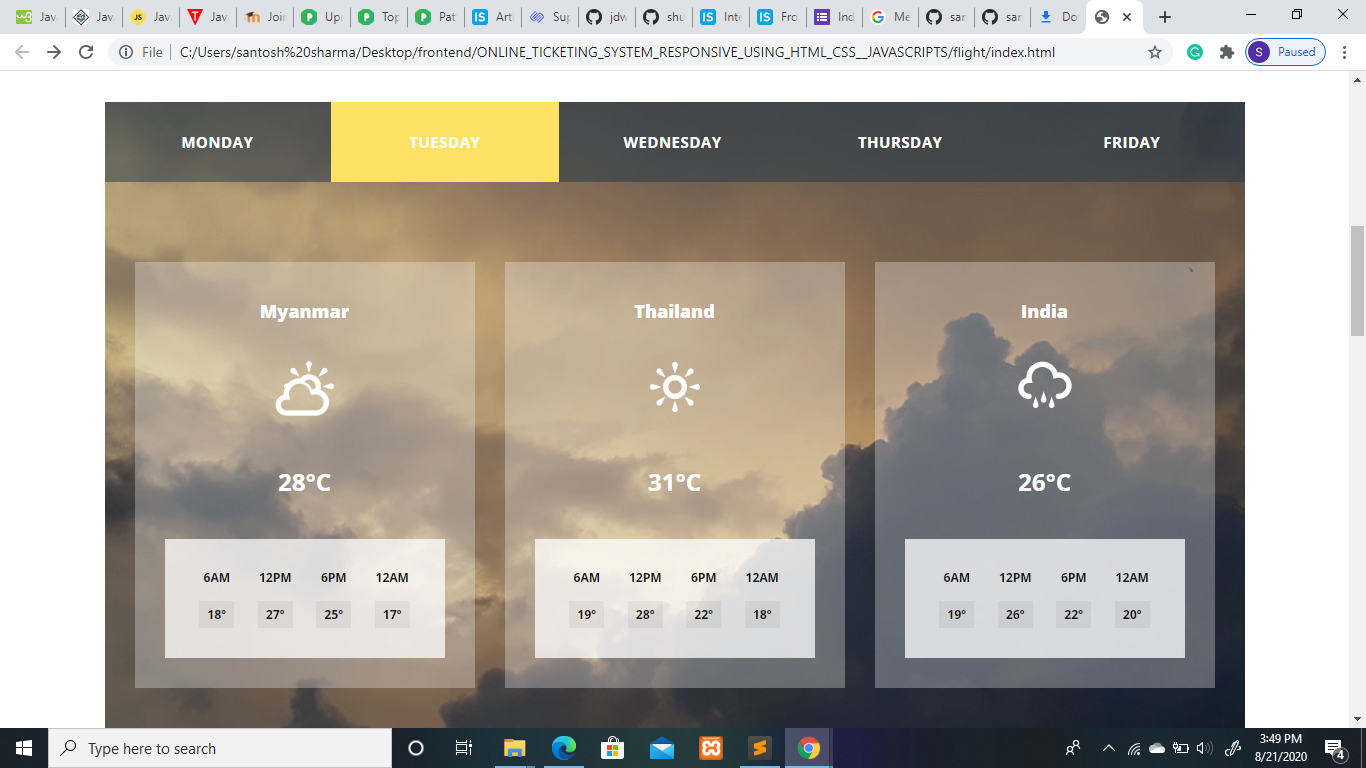 Jav Jav Jav Jav Joir Upv Top Pat Art Sup jdw shu Inte Fro Ind Me sar sar Do
File C:/Users/santosh%20sharma/Desktop/frontend/ONLINE_TICKETING_SYSTEM_RESPONSIVE_USING_HTML_CSS__JAVASCRIPTS/flight/index.html S Paused
MONDAY TUESDAY WEDNESDAY THURSDAY FRIDAY
Myanmar Thailand India
28°C 31°C 26°C
6AM 12PM 6PM 12AM 6AM 12PM 6PM 12AM 6AM 12PM 6PM 12AM
18° 27° 25° 17° 19° 28° 22° 18° 19° 26° 22° 20°
Type here to search
3:49 PM
8/21/2020
4